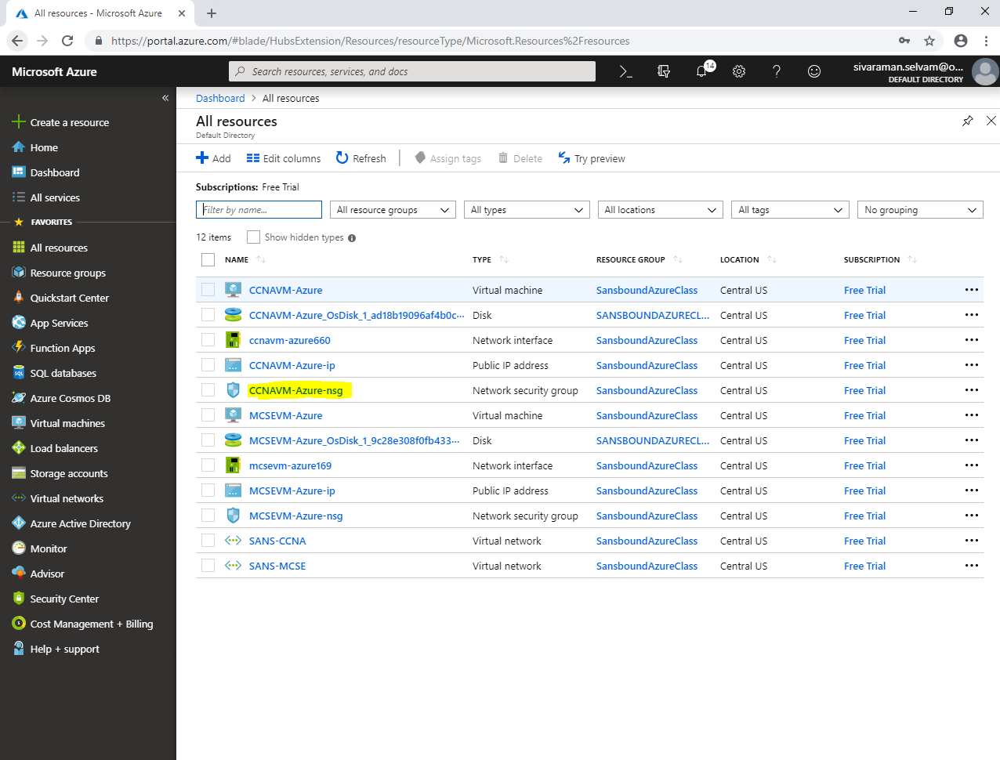 All resources - Microsoft Azure
https://portal.azure.com/#blade/HubsExtension/Resources/resourceType/Microsoft.Resources%2Fresources
Microsoft Azure
Search resources, services, and docs
14
sivaraman.selvam@o...
DEFAULT DIRECTORY
Create a resource
Home
Dashboard
All services
FAVORITES
All resources
Resource groups
Quickstart Center
App Services
Function Apps
SQL databases
Azure Cosmos DB
Virtual machines
Load balancers
Storage accounts
Virtual networks
Azure Active Directory
Monitor
Advisor
Security Center
Cost Management + Billing
Help + support
Dashboard > All resources
All resources
Default Directory
Add Edit columns Refresh Assign tags Delete Try preview
Subscriptions: Free Trial
Filter by name... All resource groups All types All locations All tags No grouping
12 items Show hidden types
NAME TYPE RESOURCE GROUP LOCATION SUBSCRIPTION
CCNAVM-Azure Virtual machine SansboundAzureClass Central US Free Trial
CCNAVM-Azure_OsDisk_1_ad18b19096af4b0c... Disk SANSBOUNDAZURECL... Central US Free Trial
ccnavm-azure660 Network interface SansboundAzureClass Central US Free Trial
CCNAVM-Azure-ip Public IP address SansboundAzureClass Central US Free Trial
CCNAVM-Azure-nsg Network security group SansboundAzureClass Central US Free Trial
MCSEVM-Azure Virtual machine SansboundAzureClass Central US Free Trial
MCSEVM-Azure_OsDisk_1_9c28e308f0fb433... Disk SANSBOUNDAZURECL... Central US Free Trial
mcsevm-azure169 Network interface SansboundAzureClass Central US Free Trial
MCSEVM-Azure-ip Public IP address SansboundAzureClass Central US Free Trial
MCSEVM-Azure-nsg Network security group SansboundAzureClass Central US Free Trial
SANS-CCNA Virtual network SansboundAzureClass Central US Free Trial
SANS-MCSE Virtual network SansboundAzureClass Central US Free Trial